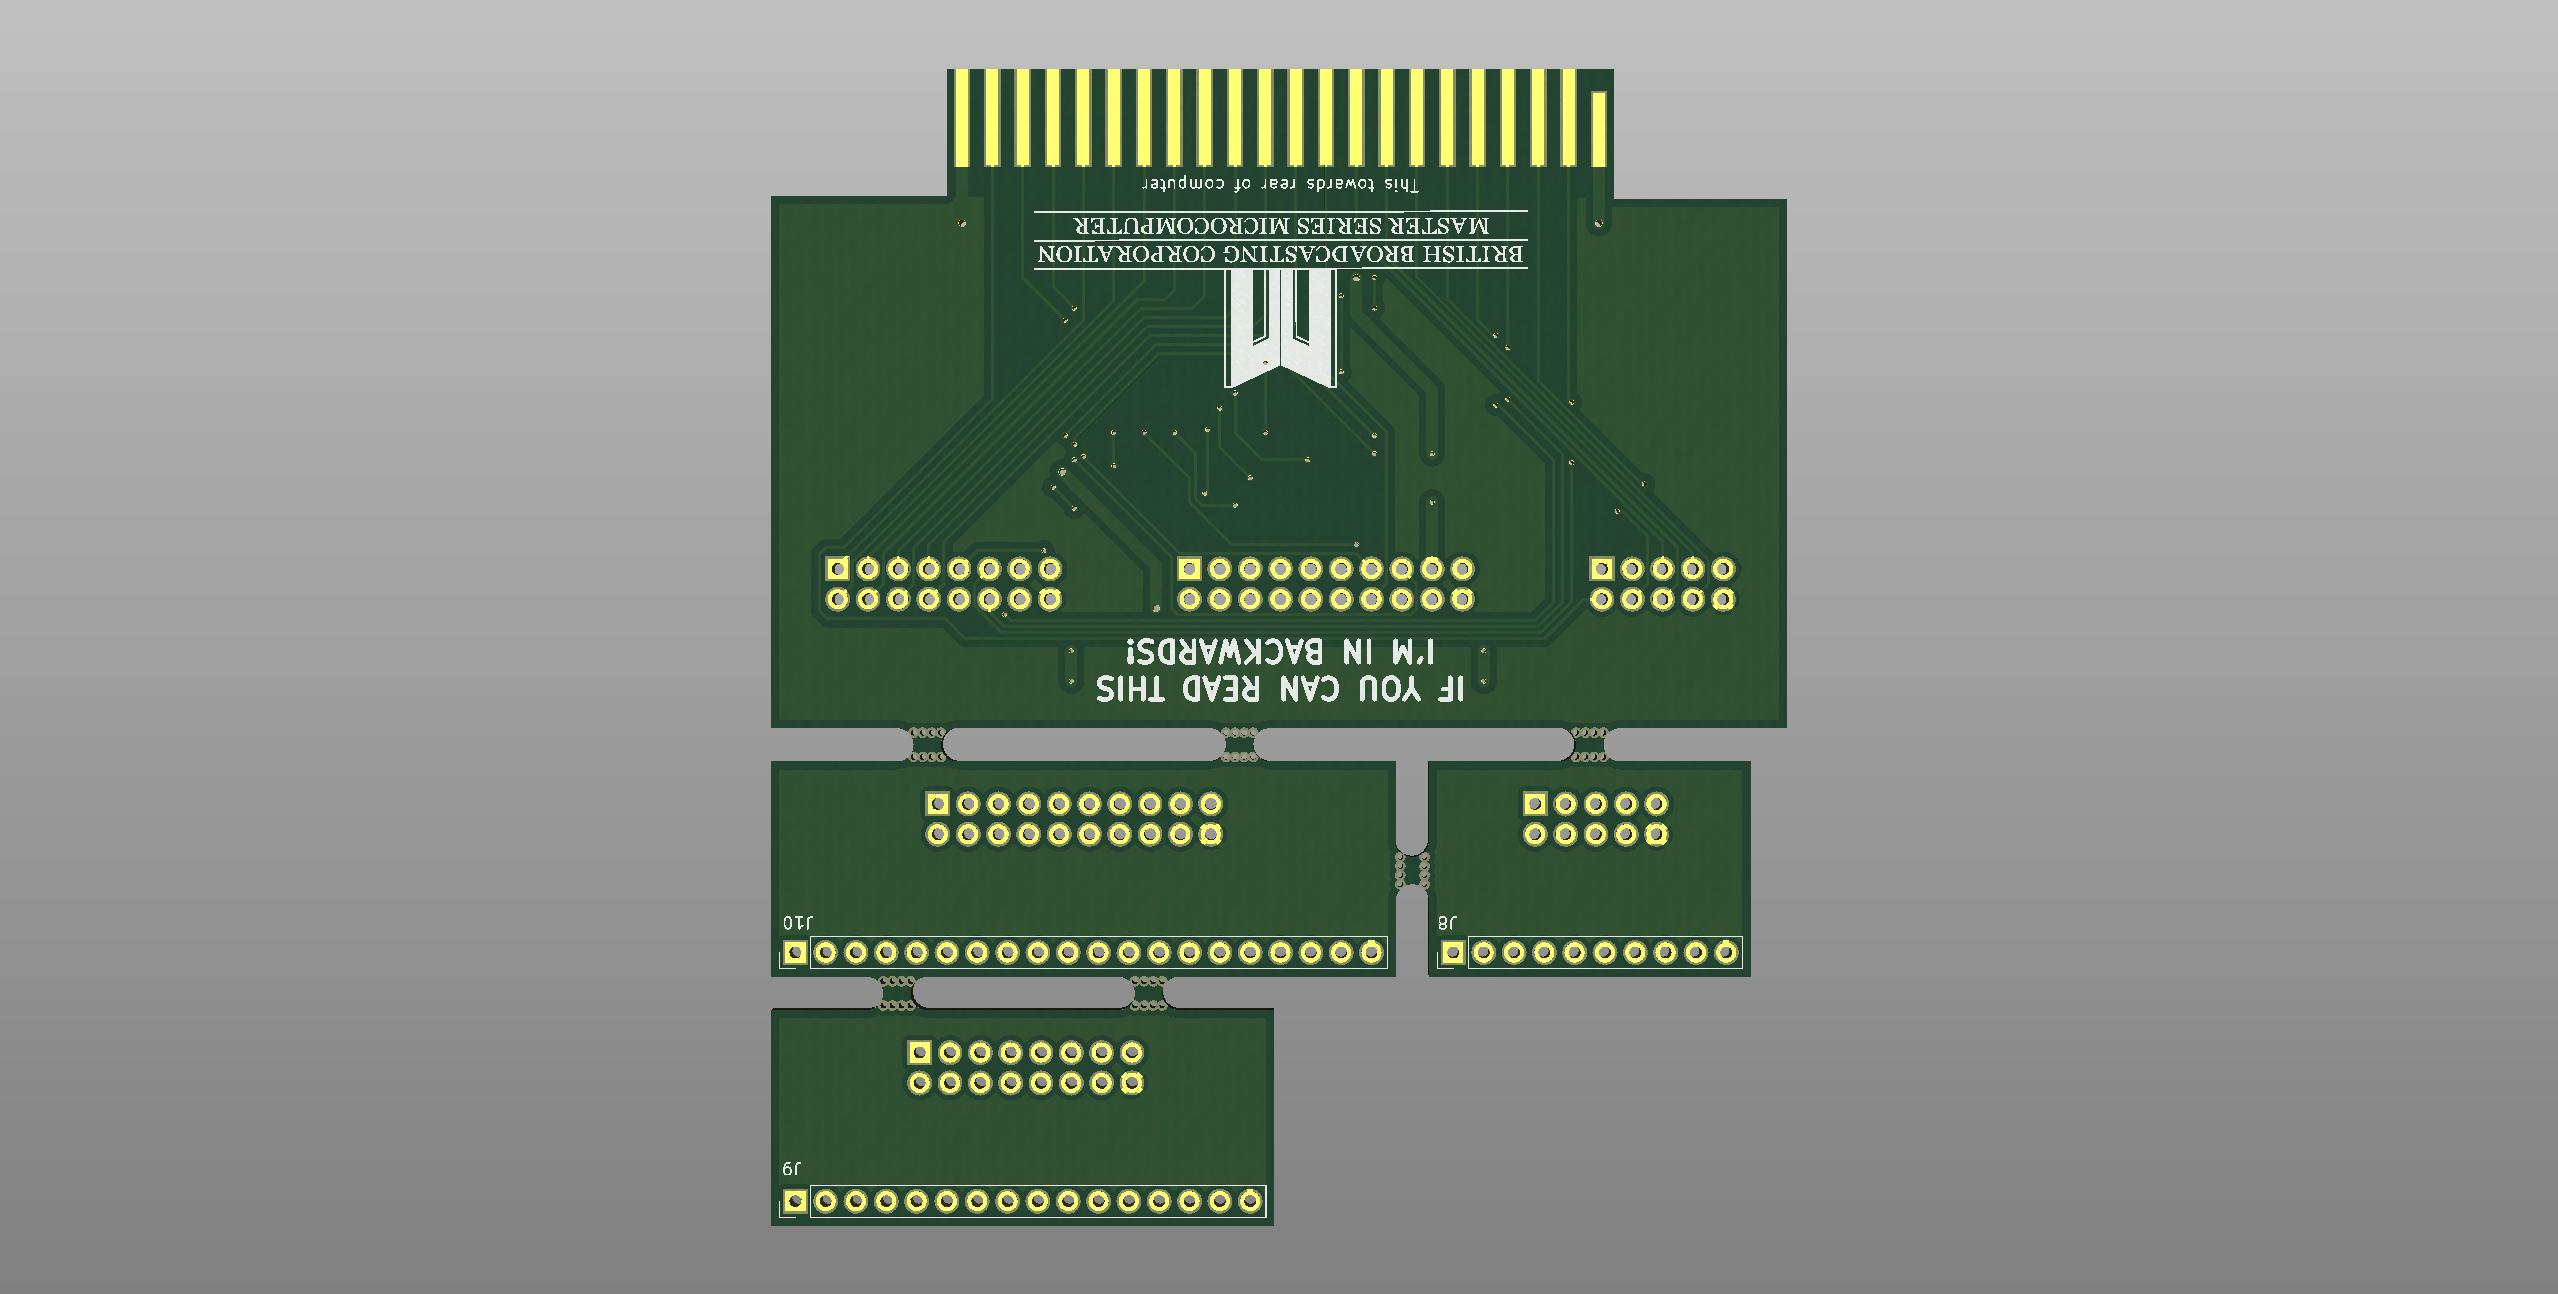 J9
J8
J10
IF YOU CAN READ THIS
I'M IN BACKWARDS!
BRITISH BROADCASTING CORPORATION
MASTER SERIES MICROCOMPUTER
This towards rear of computer